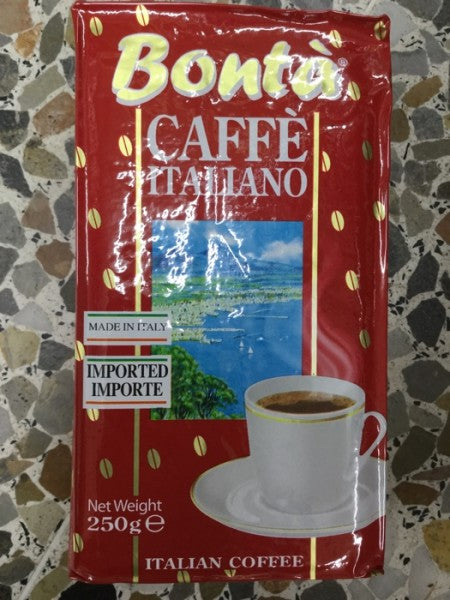 Bontà®
CAFFÈ
ITALIANO
MADE IN ITALY
IMPORTED
IMPORTE
Net Weight
250g ℮
ITALIAN COFFEE